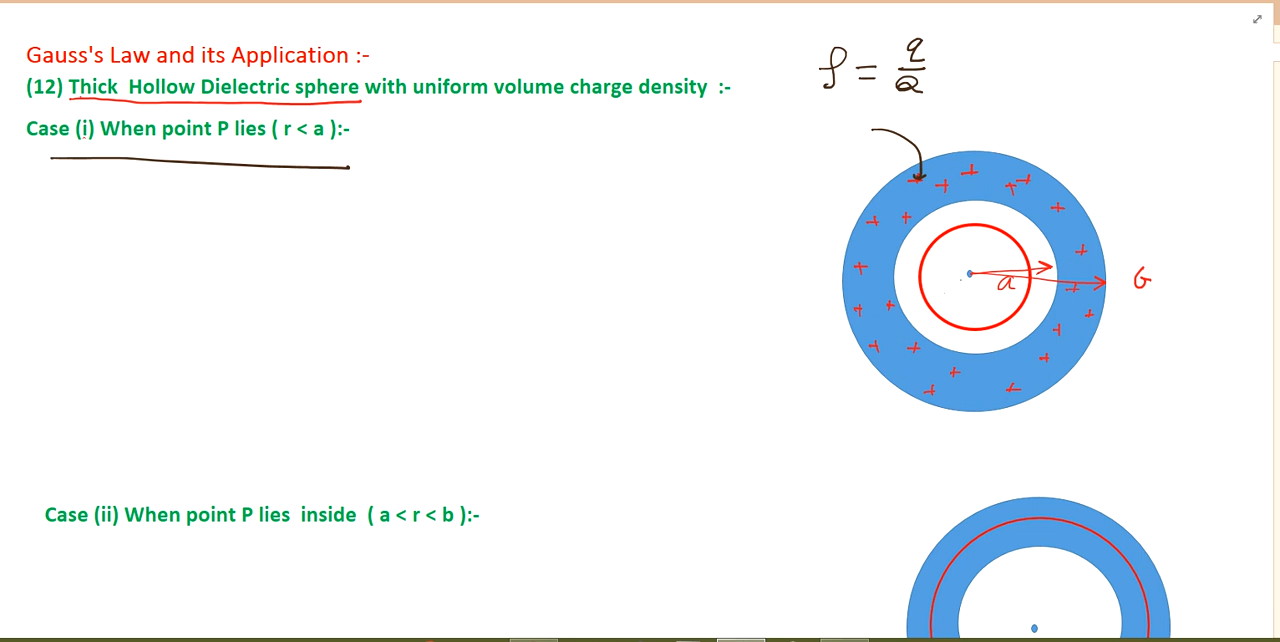 Gauss's Law and its Application :-
(12) Thick Hollow Dielectric sphere with uniform volume charge density :-
Case (i) When point P lies ( r < a ):-
a
Case (ii) When point P lies inside ( a < r < b ):-